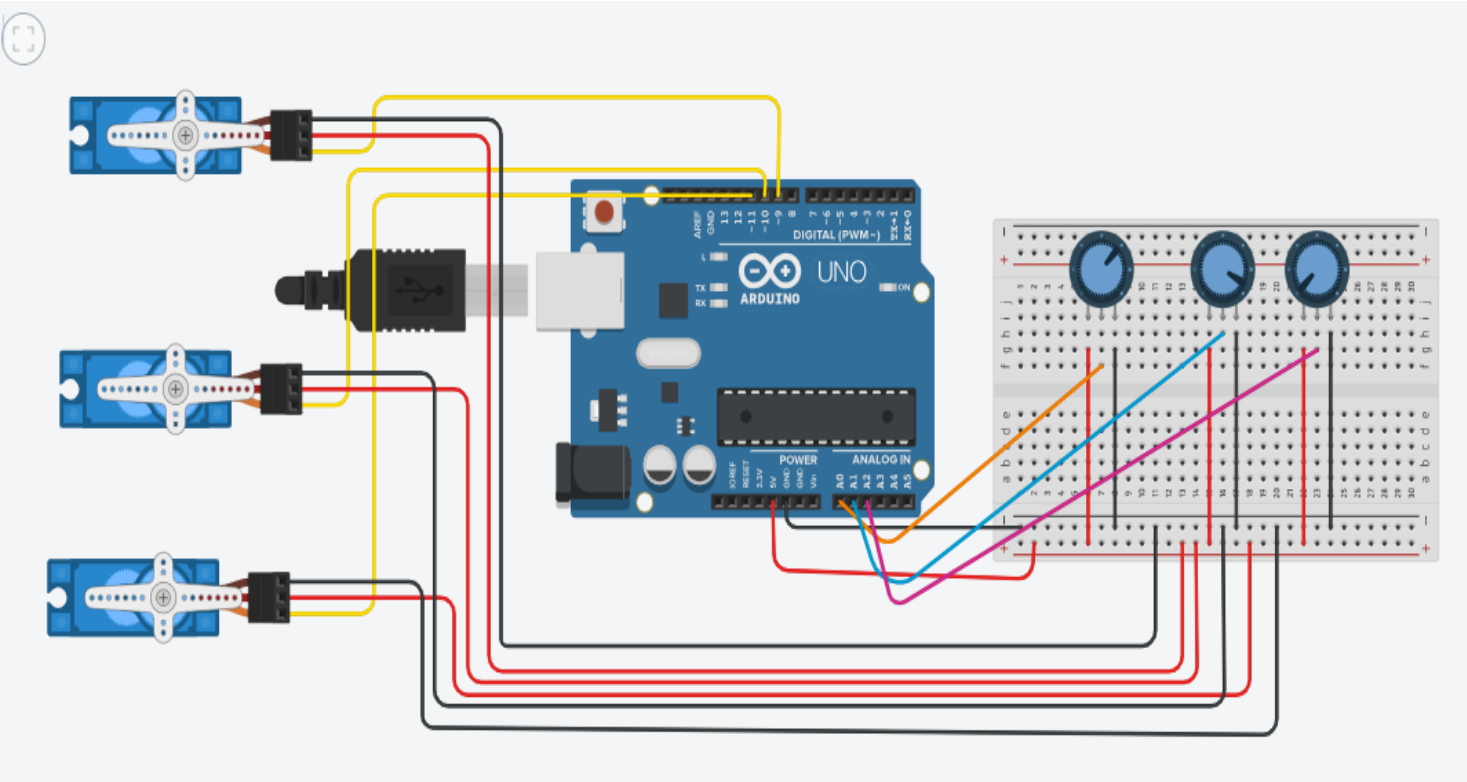 AREF
GND
13
12
~11
~10
~9
8
7
~6
~5
4
~3
2
TX→1
RX←0
DIGITAL (PWM~)
L
TX
RX
ARDUINO
UNO
ON
POWER
ANALOG IN
IOREF
RESET
3.3V
5V
GND
GND
Vin
A0
A1
A2
A3
A4
A5
- -
+ +
j j
i i
h h
g g
f f
e e
d d
c c
b b
a a
- -
+ +